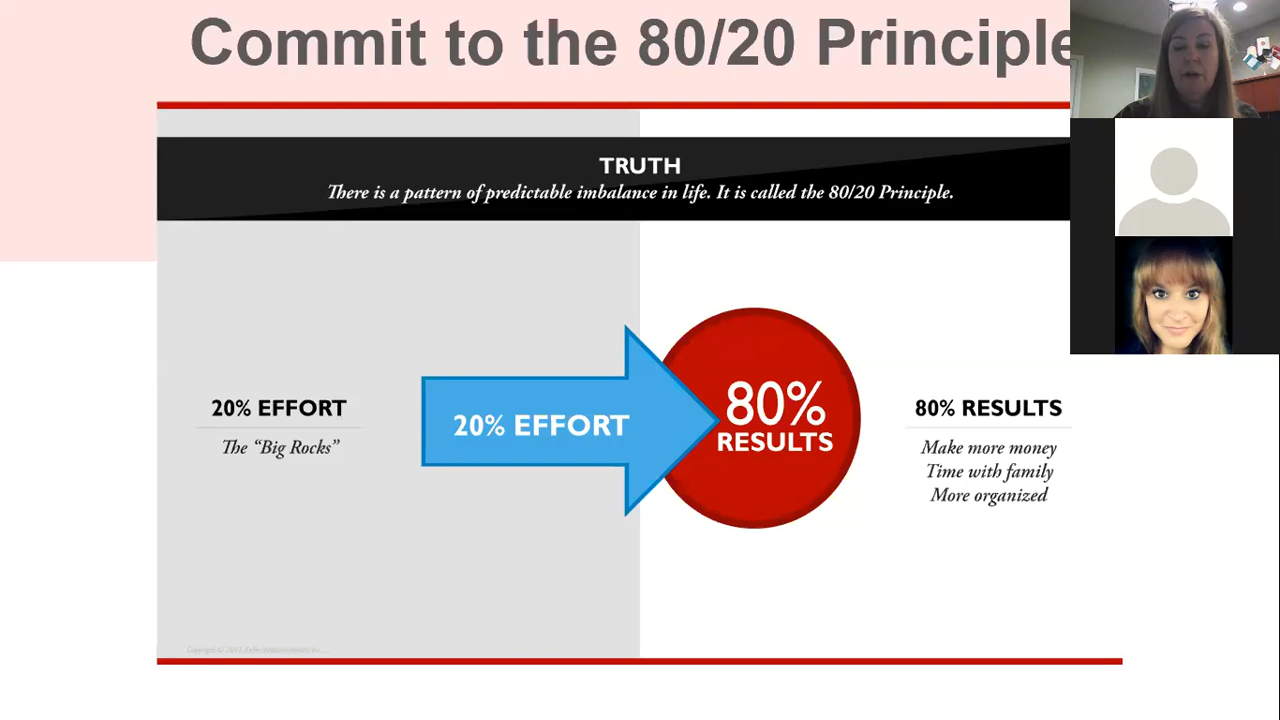 Commit to the 80/20 Principle
TRUTH
There is a pattern of predictable imbalance in life. It is called the 80/20 Principle.
20% EFFORT
The “Big Rocks”
20% EFFORT
80%
RESULTS
80% RESULTS
Make more money
Time with family
More organized